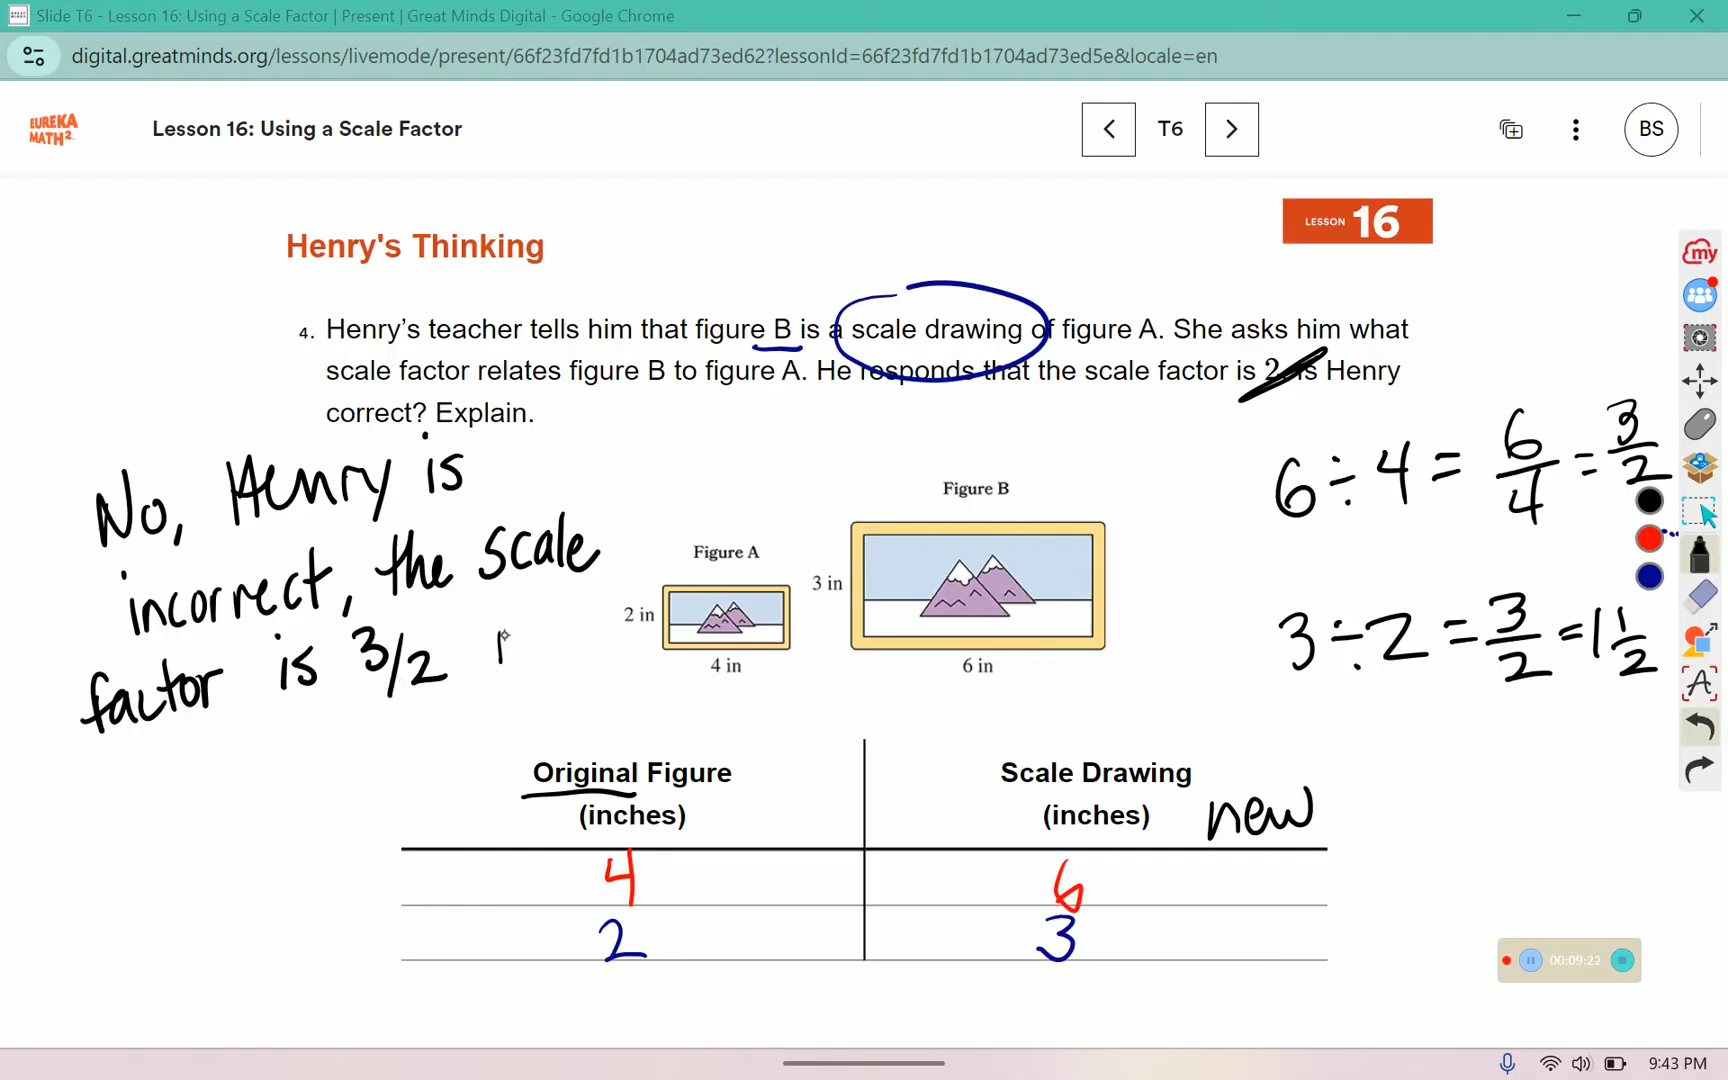 Slide T6 - Lesson 16: Using a Scale Factor | Present | Great Minds Digital - Google Chrome
digital.greatminds.org/lessons/livemode/present/66f23fd7fd1b1704ad73ed62?lessonId=66f23fd7fd1b1704ad73ed5e&locale=en
EUREKA
MATH²
Lesson 16: Using a Scale Factor
T6
BS
LESSON 16
Henry's Thinking
4. Henry's teacher tells him that figure B is a scale drawing of figure A. She asks him what
scale factor relates figure B to figure A. He responds that the scale factor is 2. Is Henry
correct? Explain.
No, Henry is
incorrect, the scale
factor is 3/2
Figure A
2 in
4 in
Figure B
3 in
6 in
6 ÷ 4 = 6/4 = 3/2
3 ÷ 2 = 3/2 = 1 1/2
Original Figure
(inches)
Scale Drawing
(inches)
new
4 6
2 3
my
A
00:09:22
9:43 PM